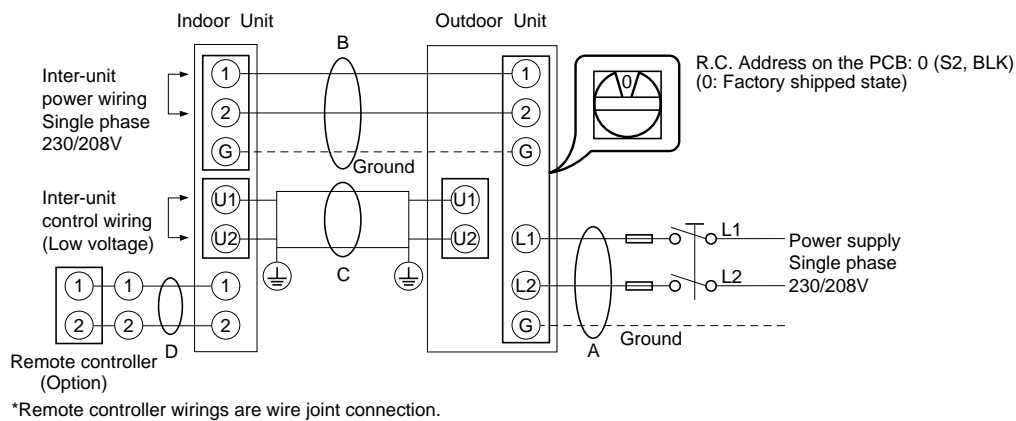 Indoor Unit
Outdoor Unit
B
R.C. Address on the PCB: 0 (S2, BLK)
(0: Factory shipped state)
0
Inter-unit
power wiring
Single phase
230/208V
1
1
2
2
G
G
Ground
Inter-unit
control wiring
(Low voltage)
U1
U1
U2
U2
C
L1
L1
L2
L2
G
Power supply
Single phase
230/208V
Ground
A
1
1
1
2
2
2
D
Remote controller
(Option)
*Remote controller wirings are wire joint connection.